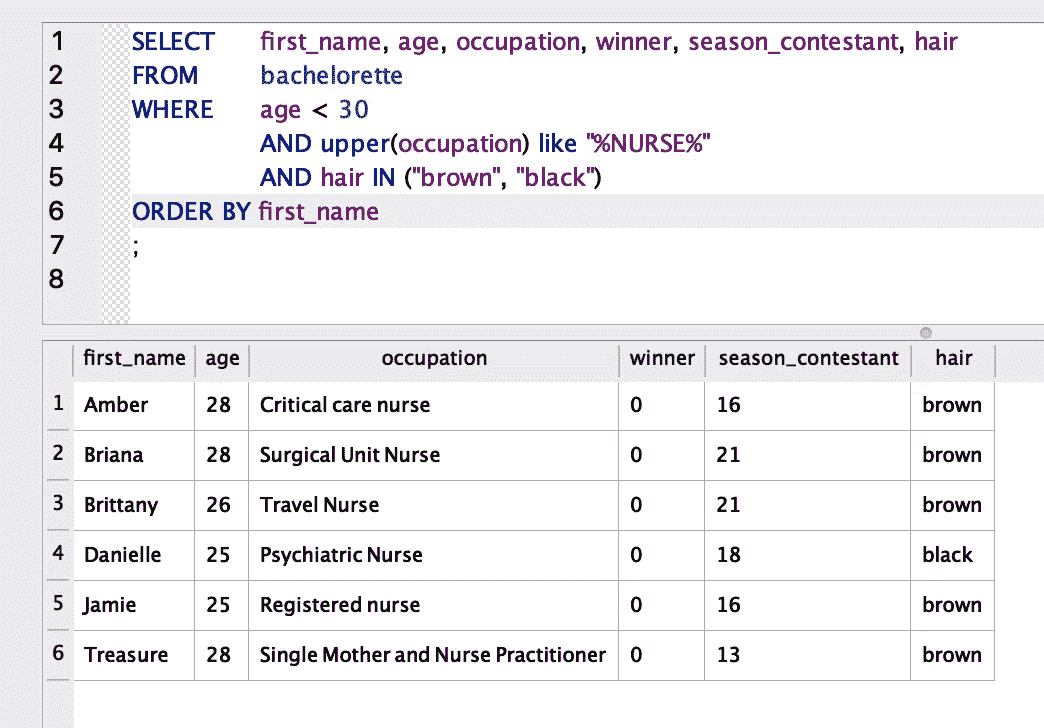 1 SELECT first_name, age, occupation, winner, season_contestant, hair
2 FROM bachelorette
3 WHERE age < 30
4 AND upper(occupation) like "%NURSE%"
5 AND hair IN ("brown", "black")
6 ORDER BY first_name
7 ;
8
first_name age occupation winner season_contestant hair
1 Amber 28 Critical care nurse 0 16 brown
2 Briana 28 Surgical Unit Nurse 0 21 brown
3 Brittany 26 Travel Nurse 0 21 brown
4 Danielle 25 Psychiatric Nurse 0 18 black
5 Jamie 25 Registered nurse 0 16 brown
6 Treasure 28 Single Mother and Nurse Practitioner 0 13 brown